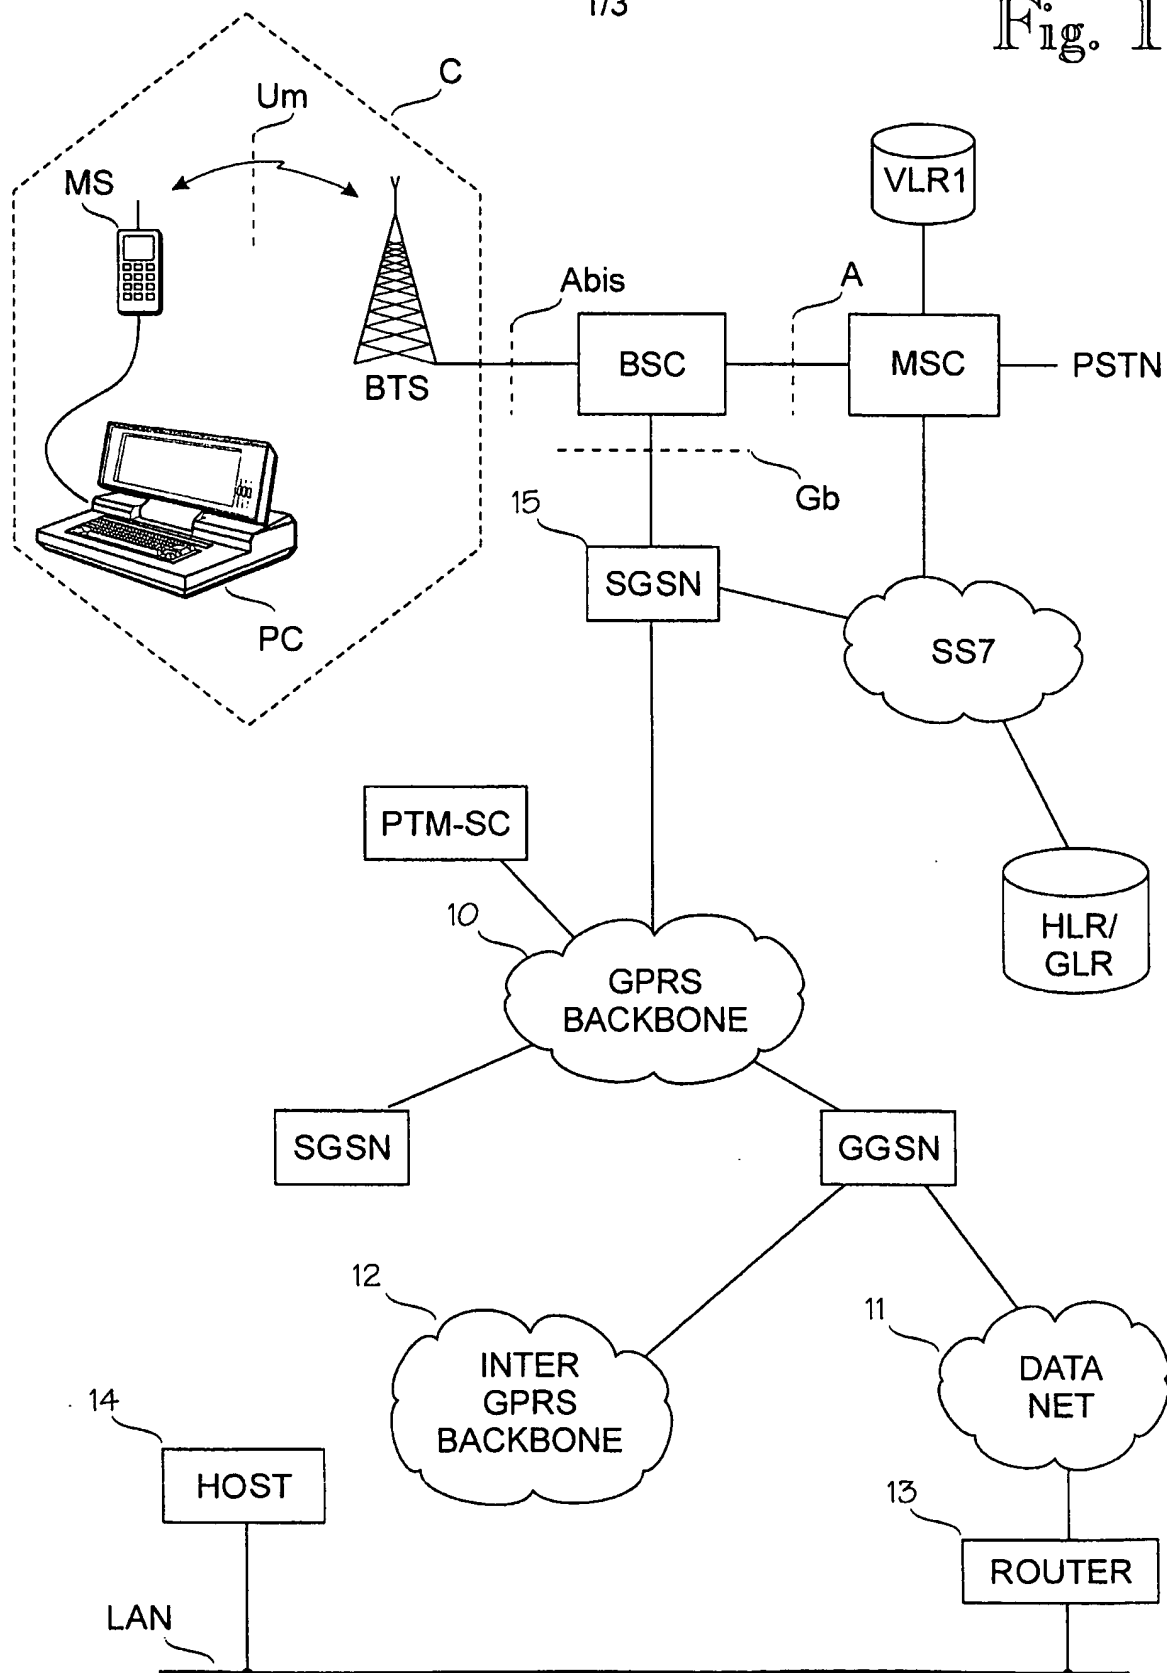 1/3
Fig. 1
C
Um
MS
VLR1
Abis
A
BTS
BSC
MSC
PSTN
Gb
15
SGSN
SS7
PC
PTM-SC
10
HLR/
GLR
GPRS
BACKBONE
SGSN
GGSN
12
11
INTER
GPRS
BACKBONE
DATA
NET
14
HOST
13
ROUTER
LAN